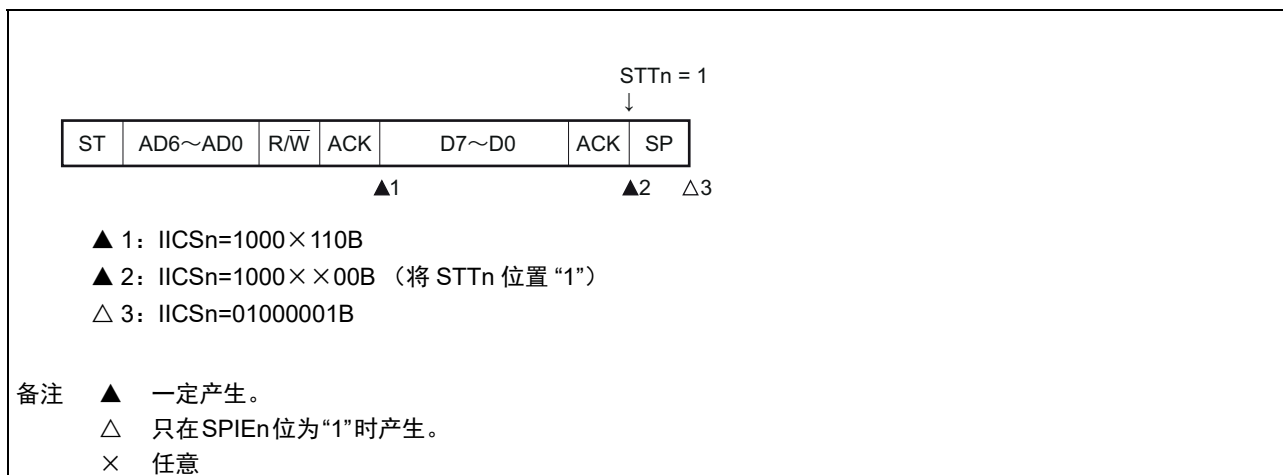 STTn = 1
↓
ST AD6～AD0 R/W̅ ACK D7～D0 ACK SP
▲1 ▲2 △3
▲ 1：IICSn=1000×110B
▲ 2：IICSn=1000××00B （将 STTn 位置 “1”）
△ 3：IICSn=01000001B
备注 ▲ 一定产生。
△ 只在SPIEn位为“1”时产生。
× 任意